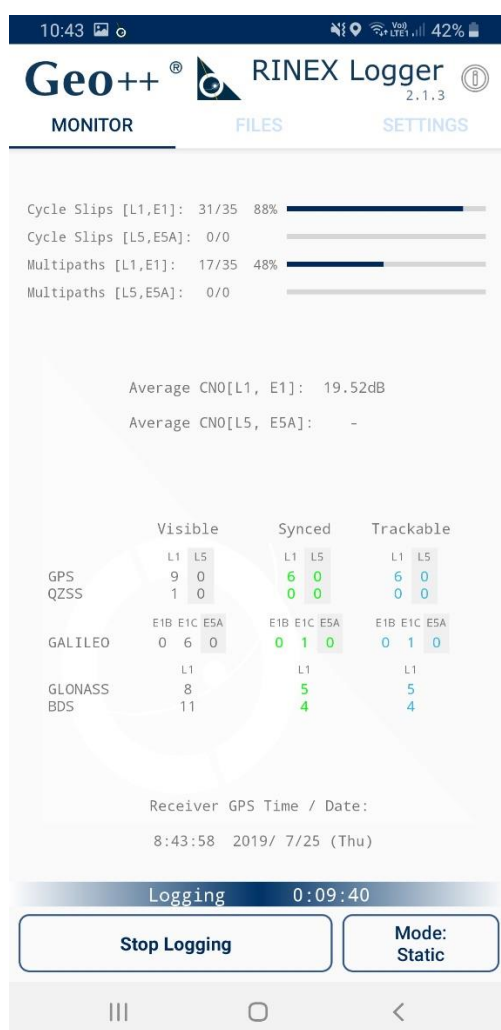 10:43 42%
Geo++ ® RINEX Logger
2.1.3
MONITOR FILES SETTINGS
Cycle Slips [L1,E1]: 31/35 88%
Cycle Slips [L5,E5A]: 0/0
Multipaths [L1,E1]: 17/35 48%
Multipaths [L5,E5A]: 0/0
Average CN0[L1, E1]: 19.52dB
Average CN0[L5, E5A]: -
Visible Synced Trackable
L1 L5 L1 L5 L1 L5
GPS 9 0 6 0 6 0
QZSS 1 0 0 0 0 0
E1B E1C E5A E1B E1C E5A E1B E1C E5A
GALILEO 0 6 0 0 1 0 0 1 0
L1 L1 L1
GLONASS 8 5 5
BDS 11 4 4
Receiver GPS Time / Date:
8:43:58 2019/ 7/25 (Thu)
Logging 0:09:40
Stop Logging
Mode:
Static